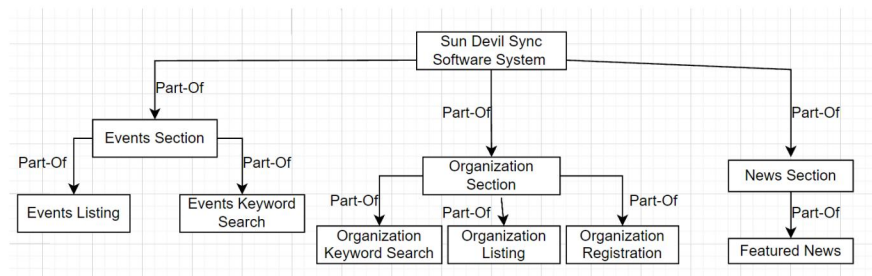 Sun Devil Sync
Software System
Part-Of
Part-Of
Part-Of
Events Section
Part-Of
Part-Of
Organization
Section
News Section
Part-Of
Part-Of
Part-Of
Part-Of
Events Listing
Events Keyword
Search
Organization
Keyword Search
Organization
Listing
Organization
Registration
Featured News